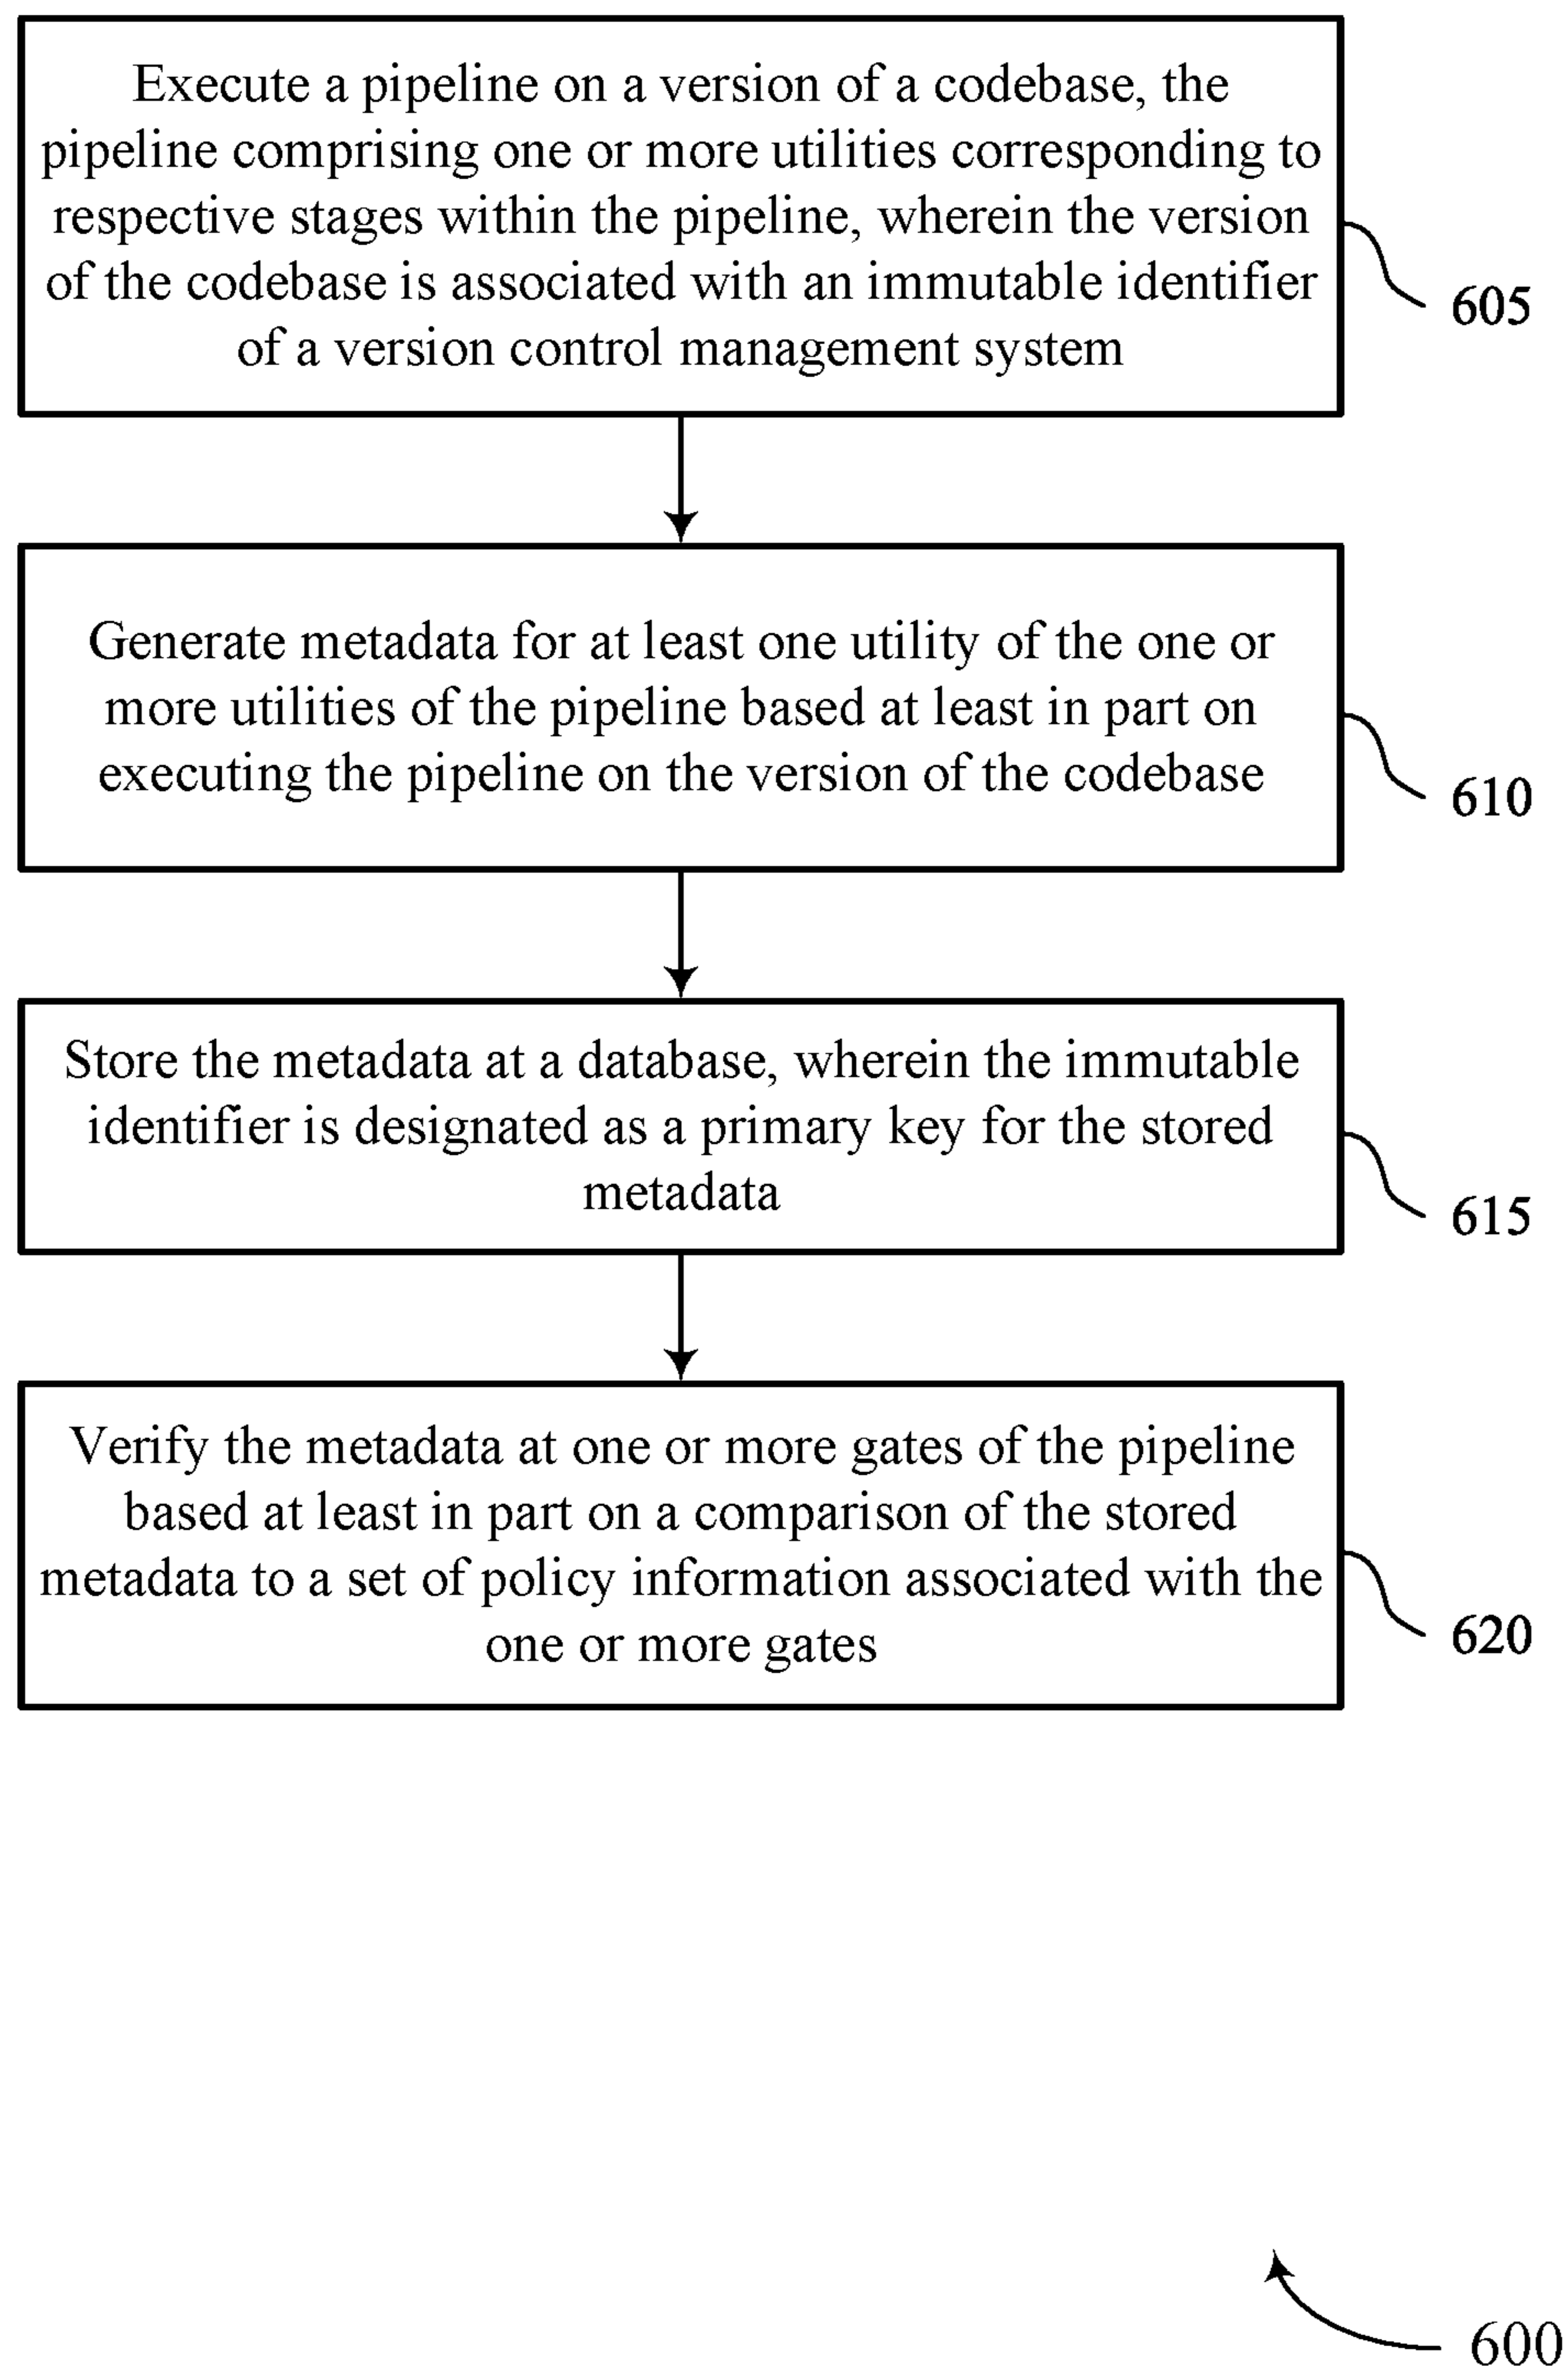 Execute a pipeline on a version of a codebase, the
pipeline comprising one or more utilities corresponding to
respective stages within the pipeline, wherein the version
of the codebase is associated with an immutable identifier
of a version control management system
605
Generate metadata for at least one utility of the one or
more utilities of the pipeline based at least in part on
executing the pipeline on the version of the codebase
610
Store the metadata at a database, wherein the immutable
identifier is designated as a primary key for the stored
metadata
615
Verify the metadata at one or more gates of the pipeline
based at least in part on a comparison of the stored
metadata to a set of policy information associated with the
one or more gates
620
600